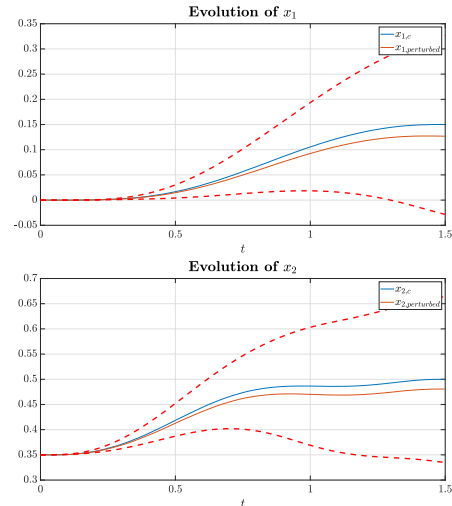 Evolution of x₁
0.35
0.3
0.25
0.2
0.15
0.1
0.05
0
-0.05
x₁,c
x₁,perturbed
0 0.5 1 1.5
t
Evolution of x₂
0.7
0.65
0.6
0.55
0.5
0.45
0.4
0.35
0.3
x₂,c
x₂,perturbed
0 0.5 1 1.5
t